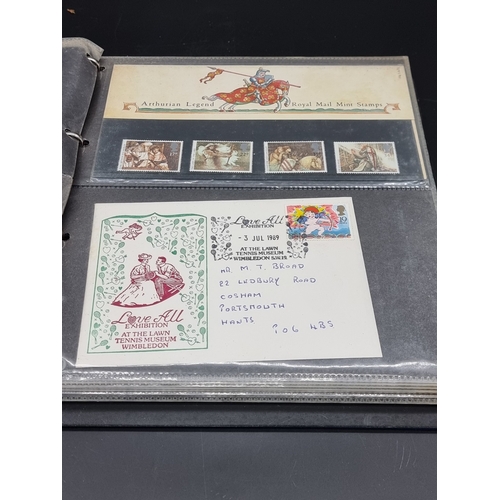 Arthurian Legend Royal Mail Mint Stamps
Love All
EXHIBITION
- 3 JUL 1989
AT THE LAWN
TENNIS MUSEUM
WIMBLEDON SW19
MR M T BROAD
22 LEDBURY ROAD
COSHAM
PORTSMOUTH
HANTS
PO6 4BS
Love All
EXHIBITION
AT THE LAWN
TENNIS MUSEUM
WIMBLEDON